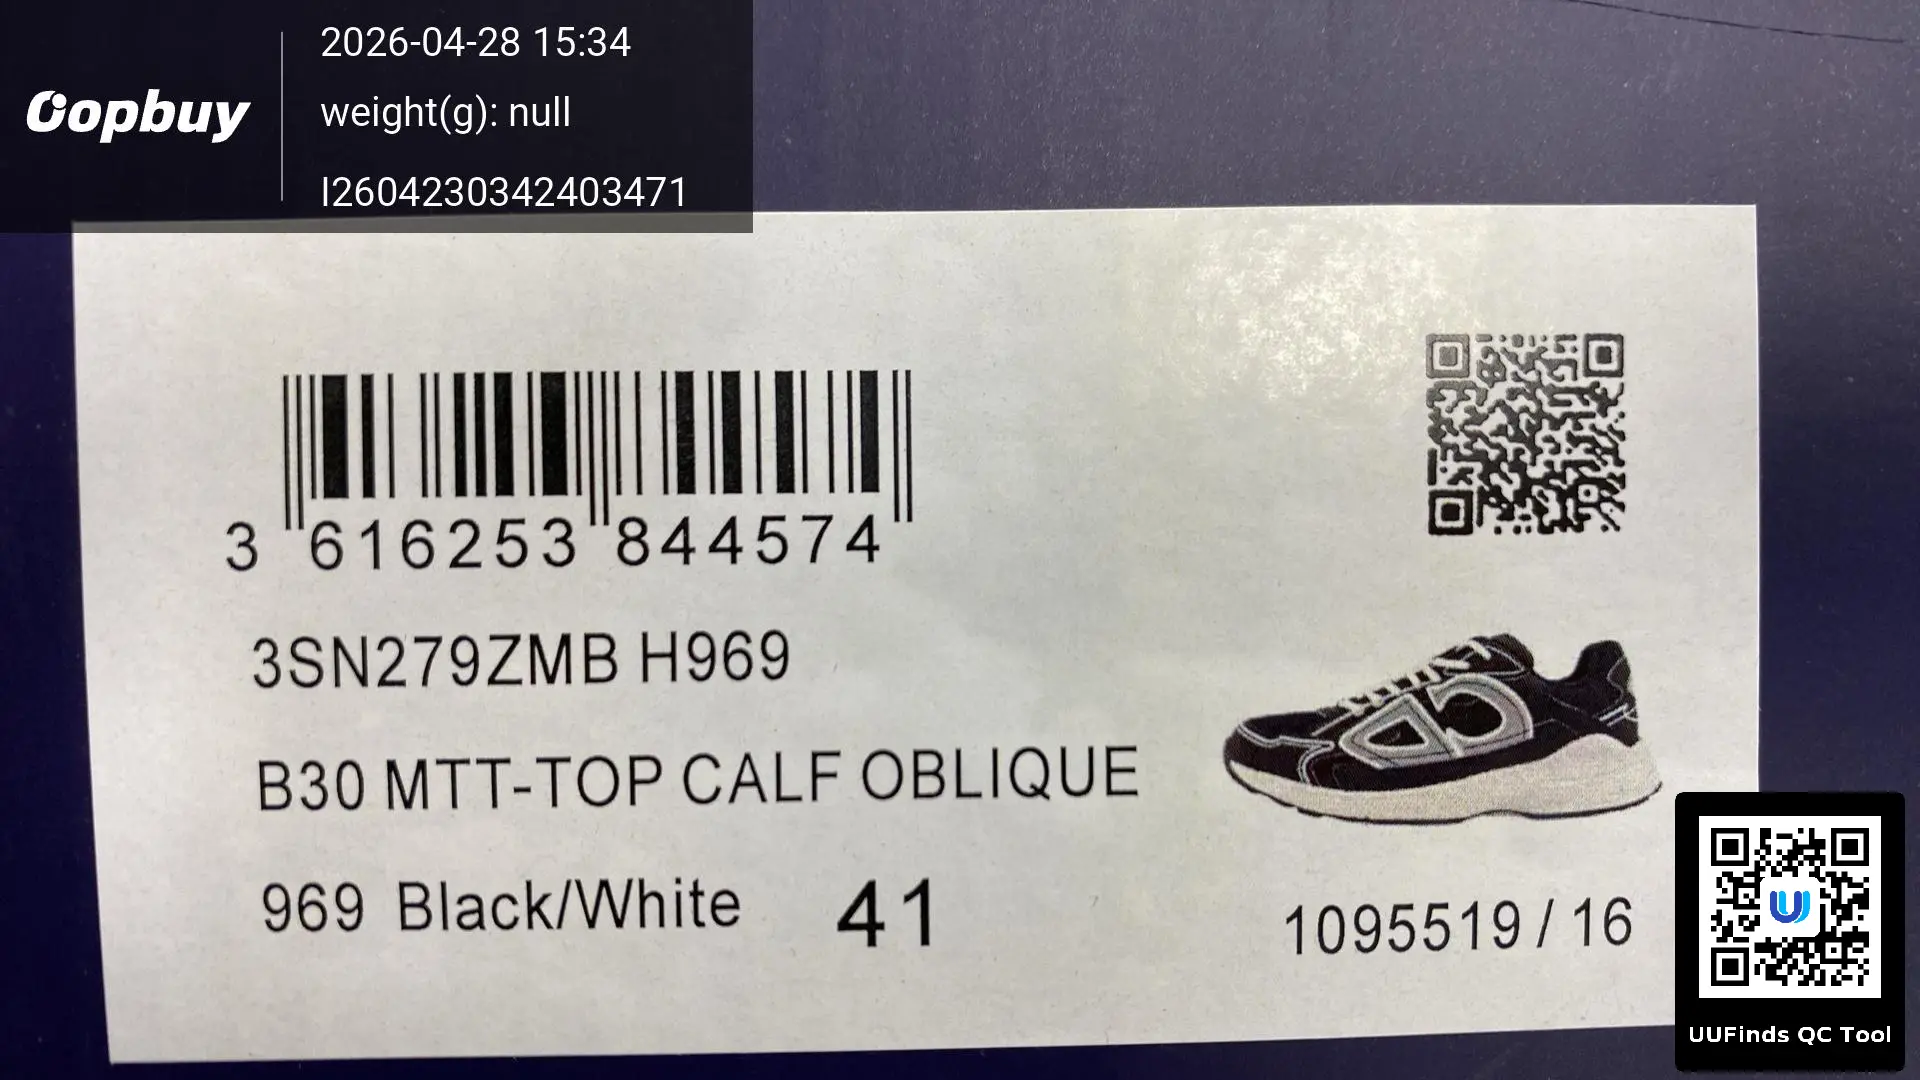 Oopbuy
2026-04-28 15:34
weight(g): null
I2604230342403471
3 616253 844574
3SN279ZMB H969
B30 MTT-TOP CALF OBLIQUE
969 Black/White 41
1095519 / 16
UUFinds QC Tool